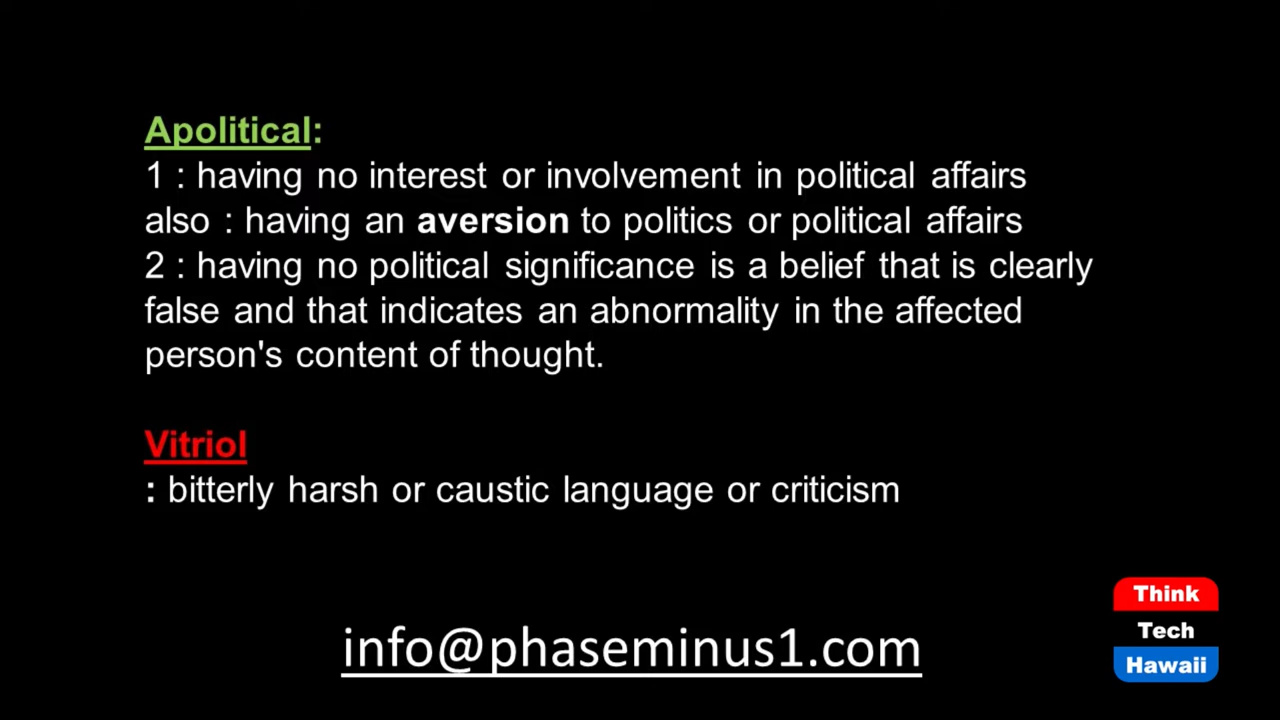 Apolitical:
1 : having no interest or involvement in political affairs
also : having an aversion to politics or political affairs
2 : having no political significance is a belief that is clearly
false and that indicates an abnormality in the affected
person's content of thought.
Vitriol
: bitterly harsh or caustic language or criticism
info@phaseminus1.com
Think
Tech
Hawaii